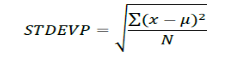 STDEVP = √(Σ(x − μ)² / N)